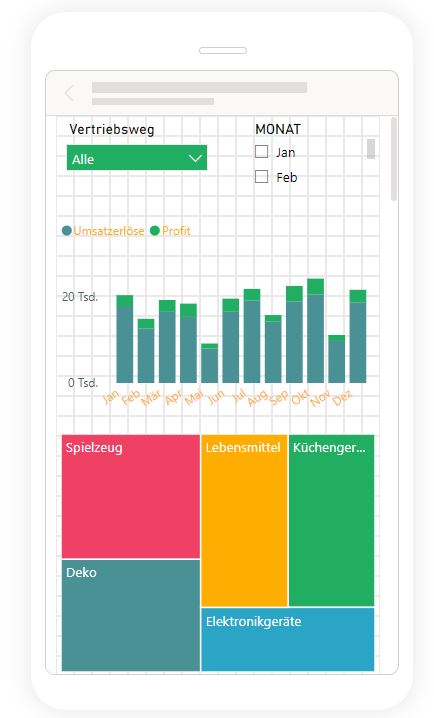 Vertriebsweg
MONAT
Alle
Jan
Feb
Umsatzerlöse
Profit
20 Tsd.
0 Tsd.
Jan Feb Mär Apr Mai Jun Jul Aug Sep Okt Nov Dez
Spielzeug
Lebensmittel
Küchenger...
Deko
Elektronikgeräte